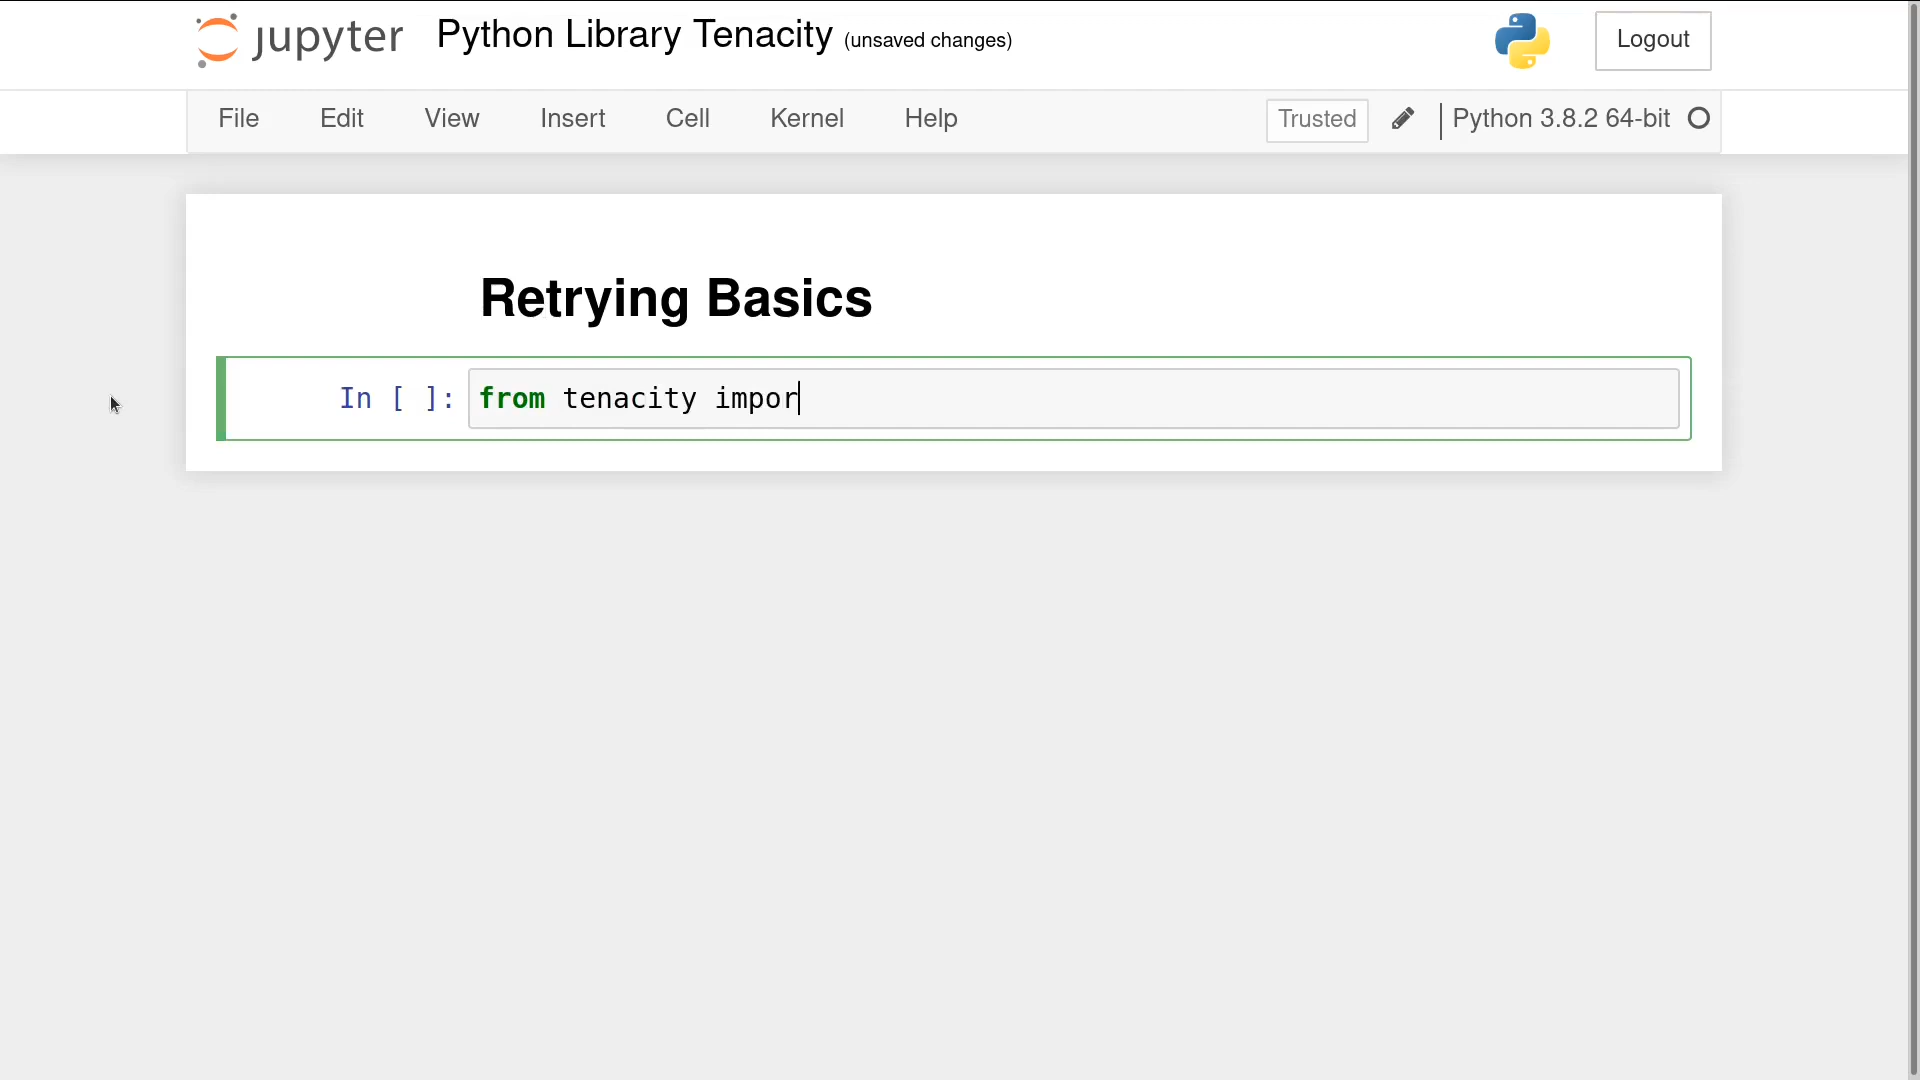 jupyter Python Library Tenacity (unsaved changes) Logout
File Edit View Insert Cell Kernel Help Trusted Python 3.8.2 64-bit
Retrying Basics
In [ ]: from tenacity impor